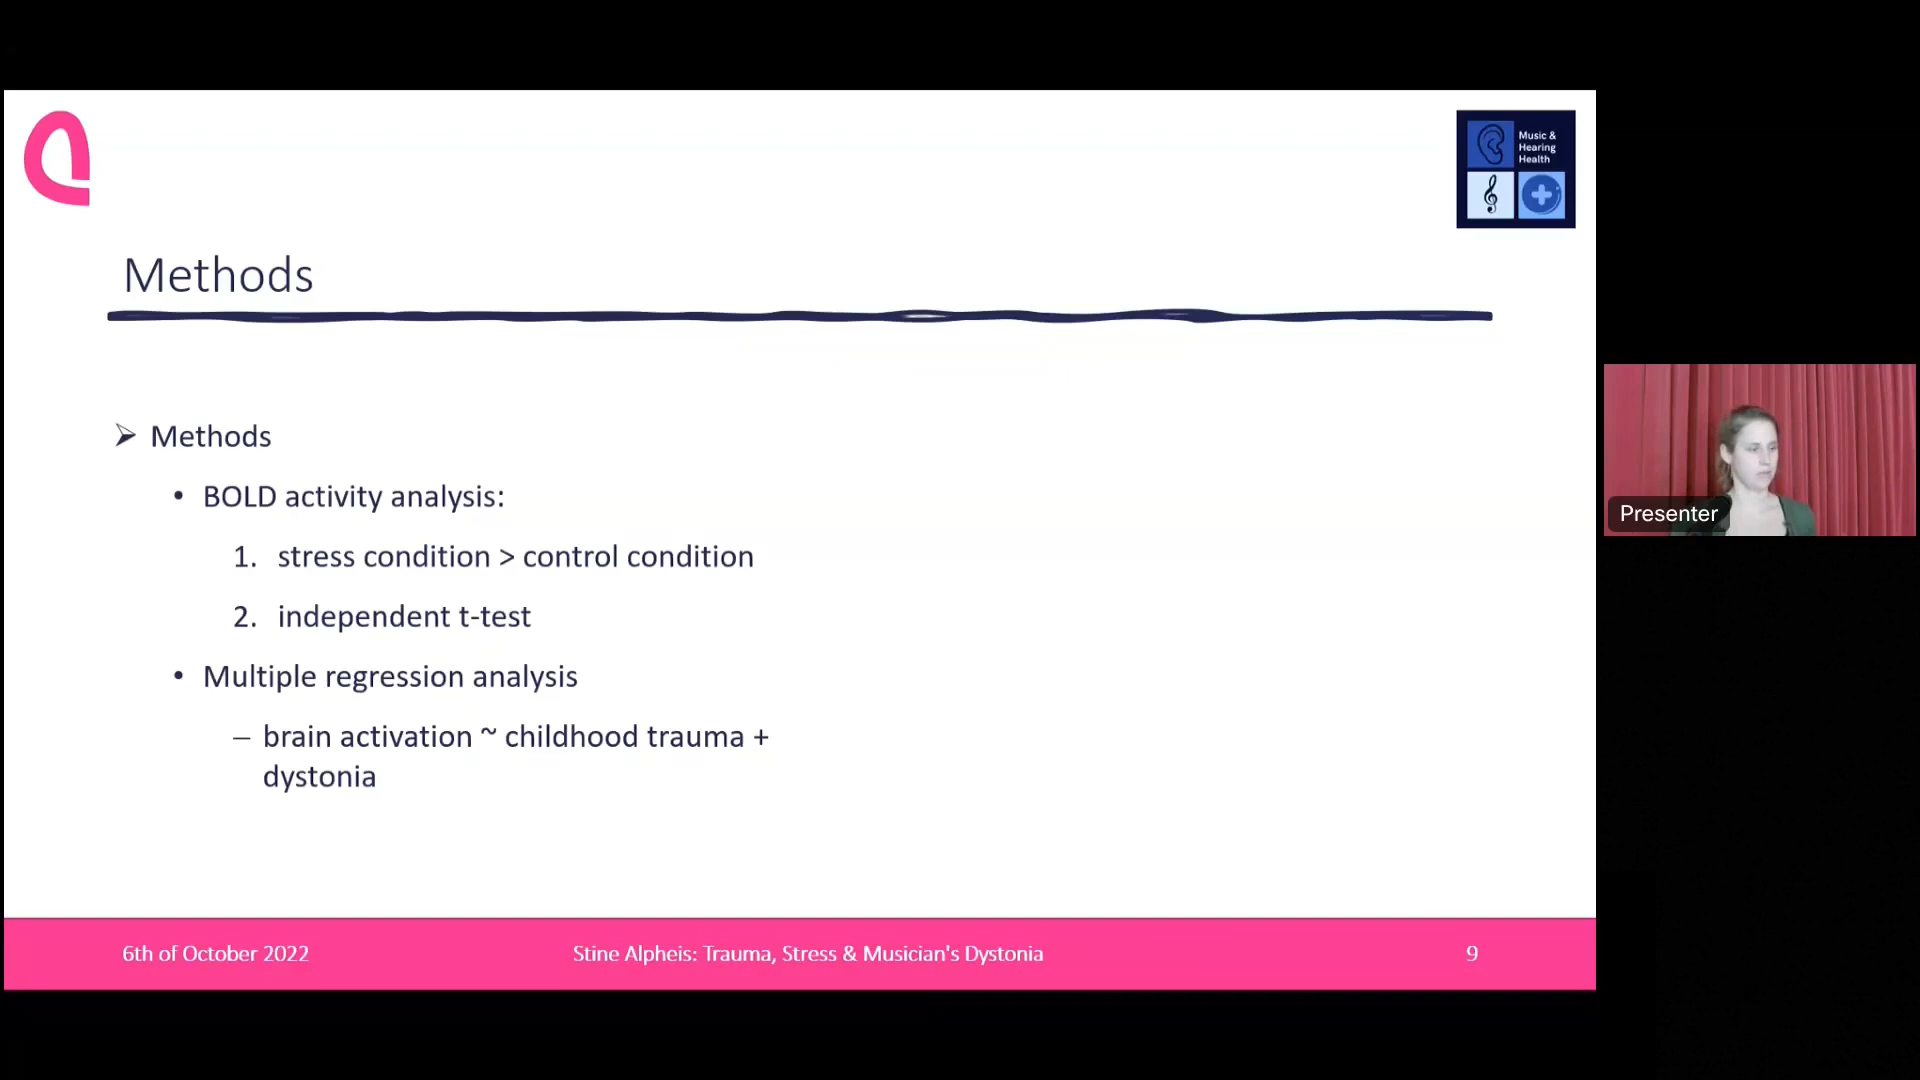 Music &
Hearing
Health
Methods
➢ Methods
• BOLD activity analysis:
1. stress condition > control condition
2. independent t-test
• Multiple regression analysis
– brain activation ~ childhood trauma +
dystonia
Presenter
6th of October 2022
Stine Alpheis: Trauma, Stress & Musician's Dystonia
9